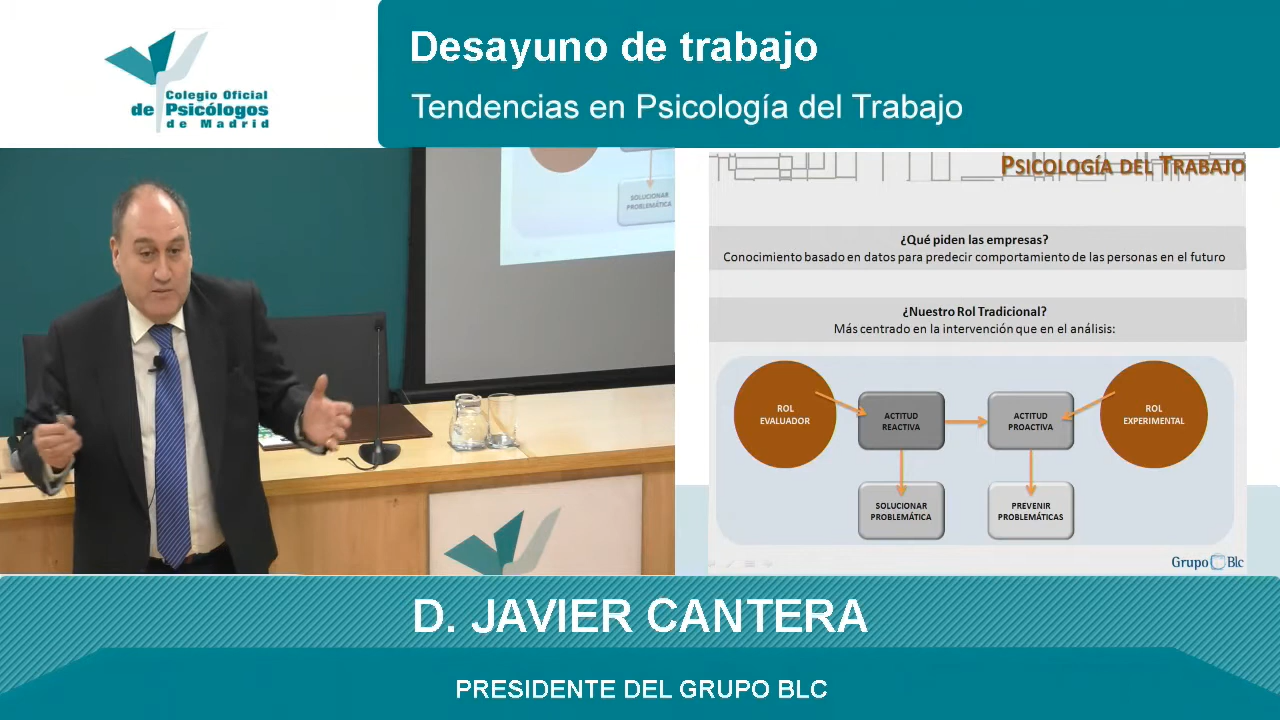 Colegio Oficial
de Psicólogos
de Madrid
Desayuno de trabajo
Tendencias en Psicología del Trabajo
SOLUCIONAR
PROBLEMÁTICA
PSICOLOGÍA DEL TRABAJO
¿Qué piden las empresas?
Conocimiento basado en datos para predecir comportamiento de las personas en el futuro
¿Nuestro Rol Tradicional?
Más centrado en la intervención que en el análisis:
ROL
EVALUADOR
ACTITUD
REACTIVA
ACTITUD
PROACTIVA
ROL
EXPERIMENTAL
SOLUCIONAR
PROBLEMÁTICA
PREVENIR
PROBLEMÁTICAS
Grupo Blc
D. JAVIER CANTERA
PRESIDENTE DEL GRUPO BLC